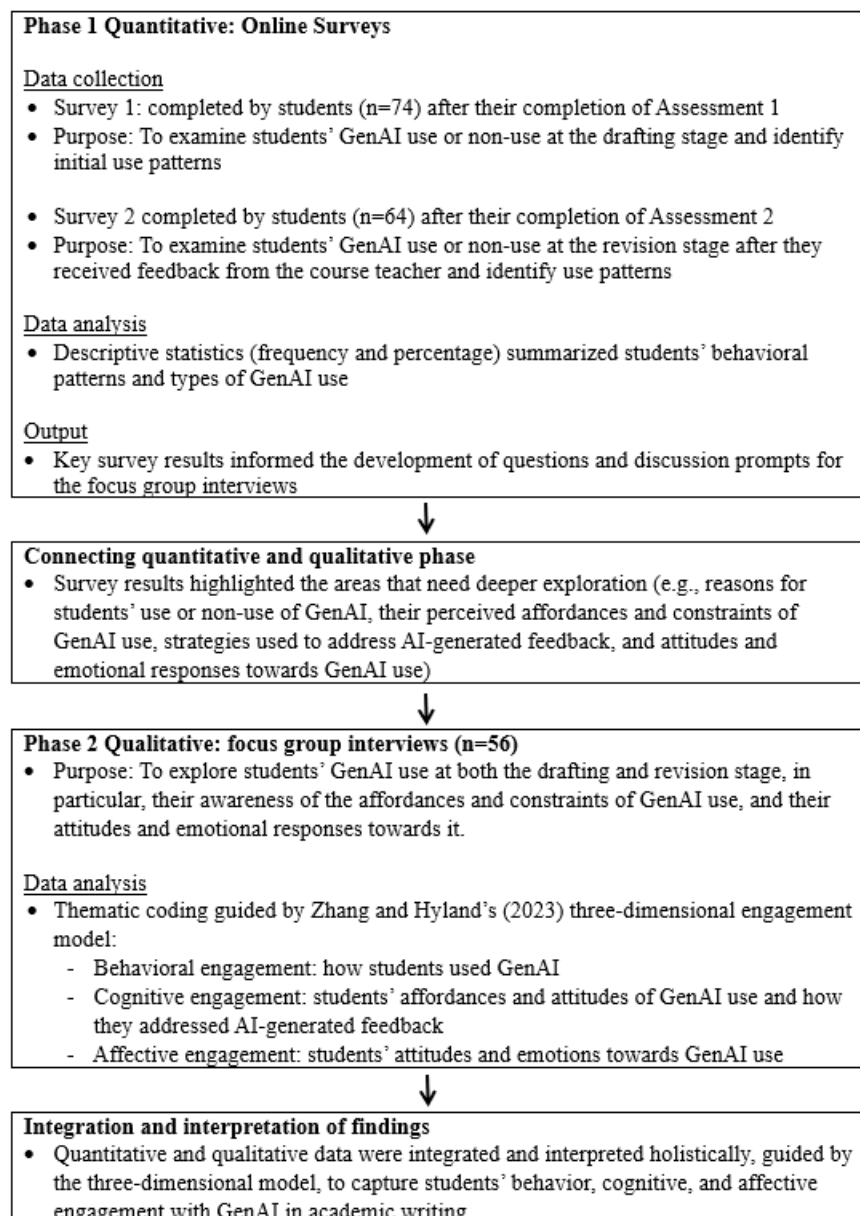 Phase 1 Quantitative: Online Surveys
Data collection
• Survey 1: completed by students (n=74) after their completion of Assessment 1
• Purpose: To examine students’ GenAI use or non-use at the drafting stage and identify
initial use patterns
• Survey 2 completed by students (n=64) after their completion of Assessment 2
• Purpose: To examine students’ GenAI use or non-use at the revision stage after they
received feedback from the course teacher and identify use patterns
Data analysis
• Descriptive statistics (frequency and percentage) summarized students’ behavioral
patterns and types of GenAI use
Output
• Key survey results informed the development of questions and discussion prompts for
the focus group interviews
Connecting quantitative and qualitative phase
• Survey results highlighted the areas that need deeper exploration (e.g., reasons for
students’ use or non-use of GenAI, their perceived affordances and constraints of
GenAI use, strategies used to address AI-generated feedback, and attitudes and
emotional responses towards GenAI use)
Phase 2 Qualitative: focus group interviews (n=56)
• Purpose: To explore students’ GenAI use at both the drafting and revision stage, in
particular, their awareness of the affordances and constraints of GenAI use, and their
attitudes and emotional responses towards it.
Data analysis
• Thematic coding guided by Zhang and Hyland’s (2023) three-dimensional engagement
model:
- Behavioral engagement: how students used GenAI
- Cognitive engagement: students’ affordances and attitudes of GenAI use and how
they addressed AI-generated feedback
- Affective engagement: students’ attitudes and emotions towards GenAI use
Integration and interpretation of findings
• Quantitative and qualitative data were integrated and interpreted holistically, guided by
the three-dimensional model, to capture students’ behavior, cognitive, and affective
engagement with GenAI in academic writing